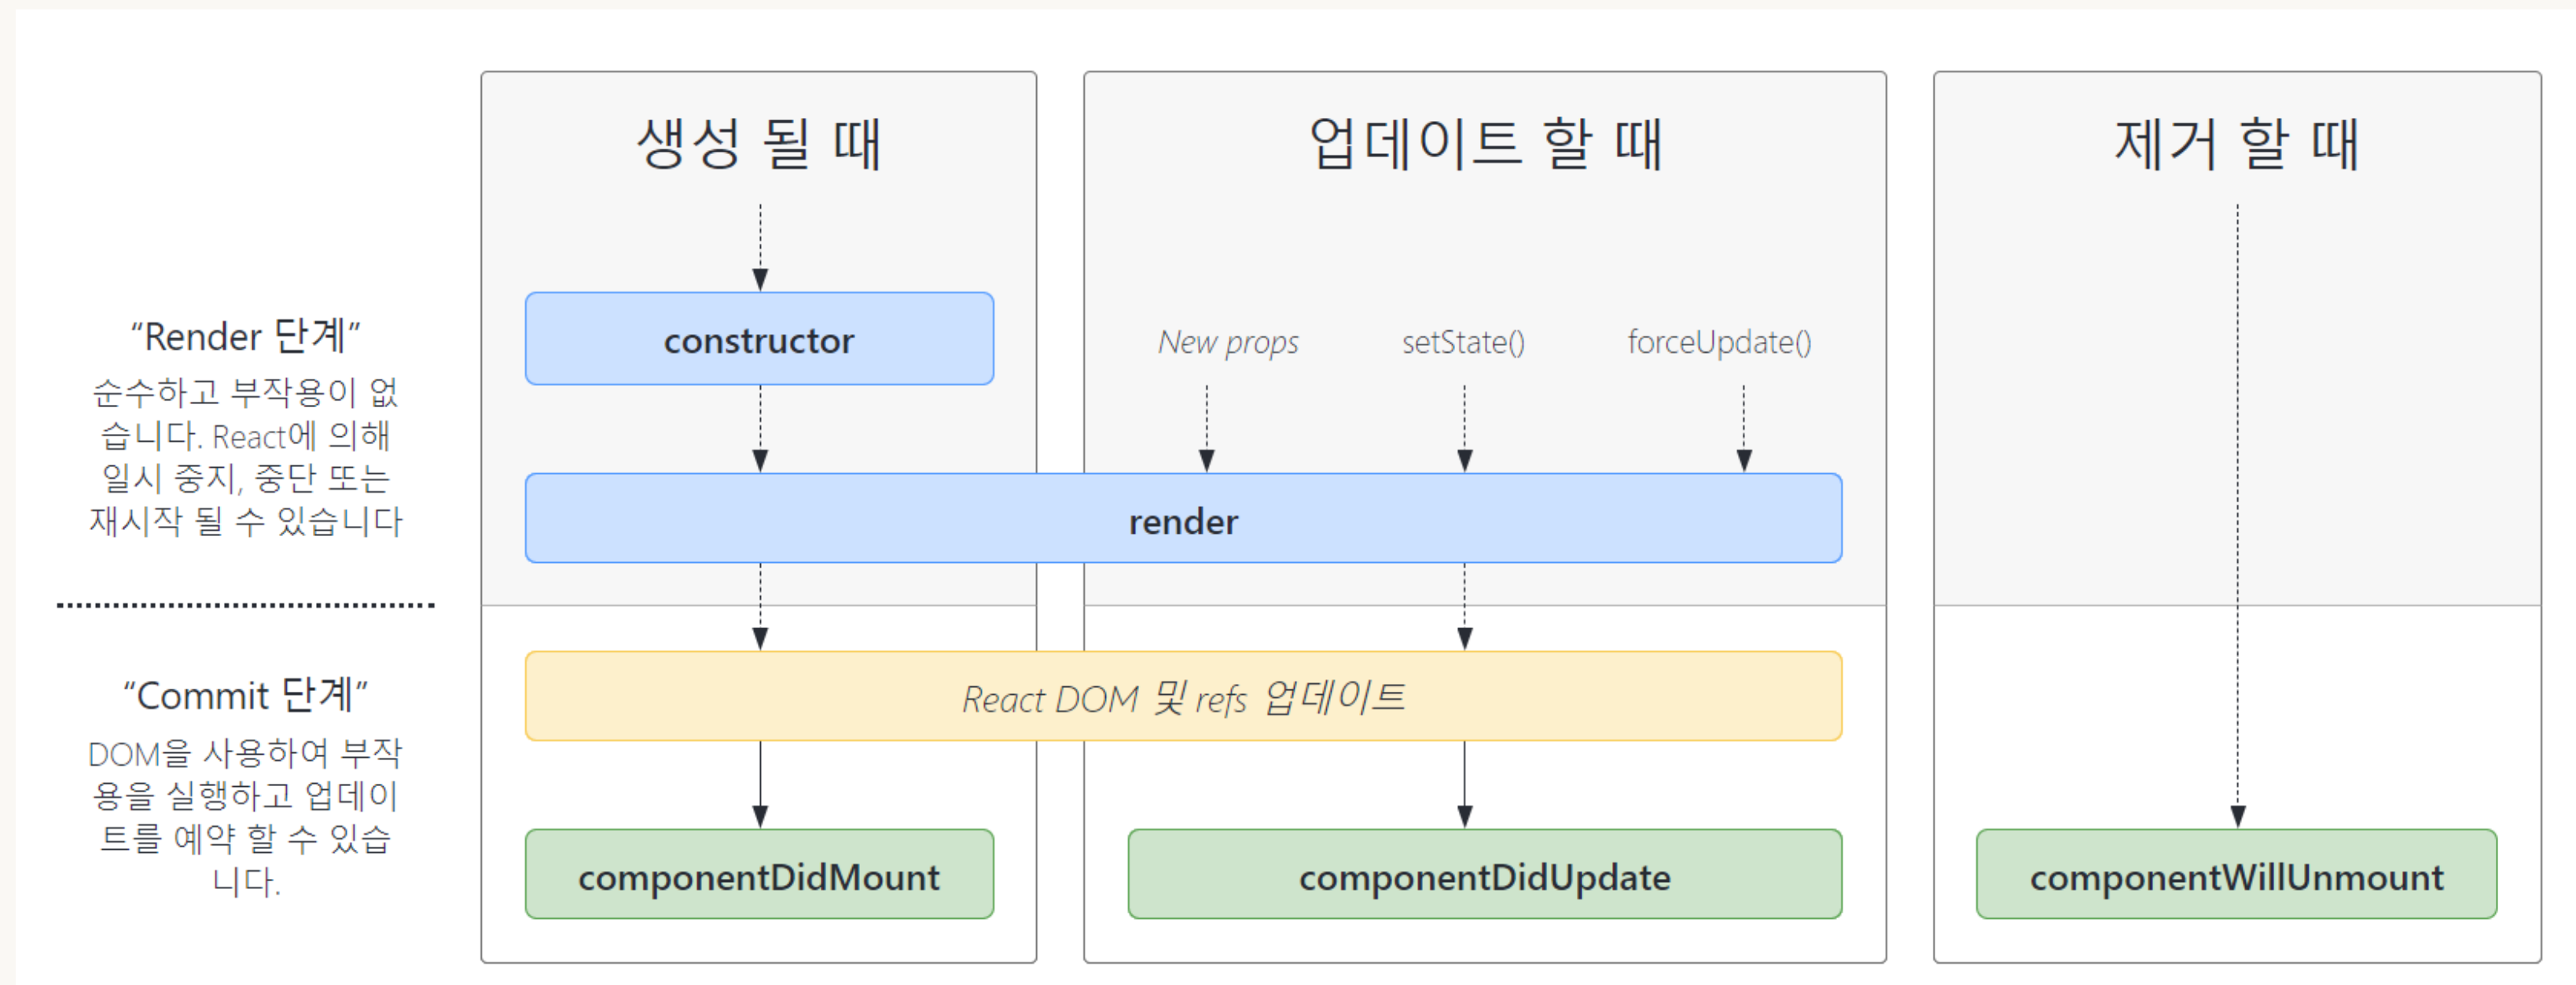 생성 될 때
업데이트 할 때
제거 할 때
“Render 단계”
순수하고 부작용이 없
습니다. React에 의해
일시 중지, 중단 또는
재시작 될 수 있습니다
constructor
New props
setState()
forceUpdate()
render
“Commit 단계”
DOM을 사용하여 부작
용을 실행하고 업데이
트를 예약 할 수 있습
니다.
React DOM 및 refs 업데이트
componentDidMount
componentDidUpdate
componentWillUnmount